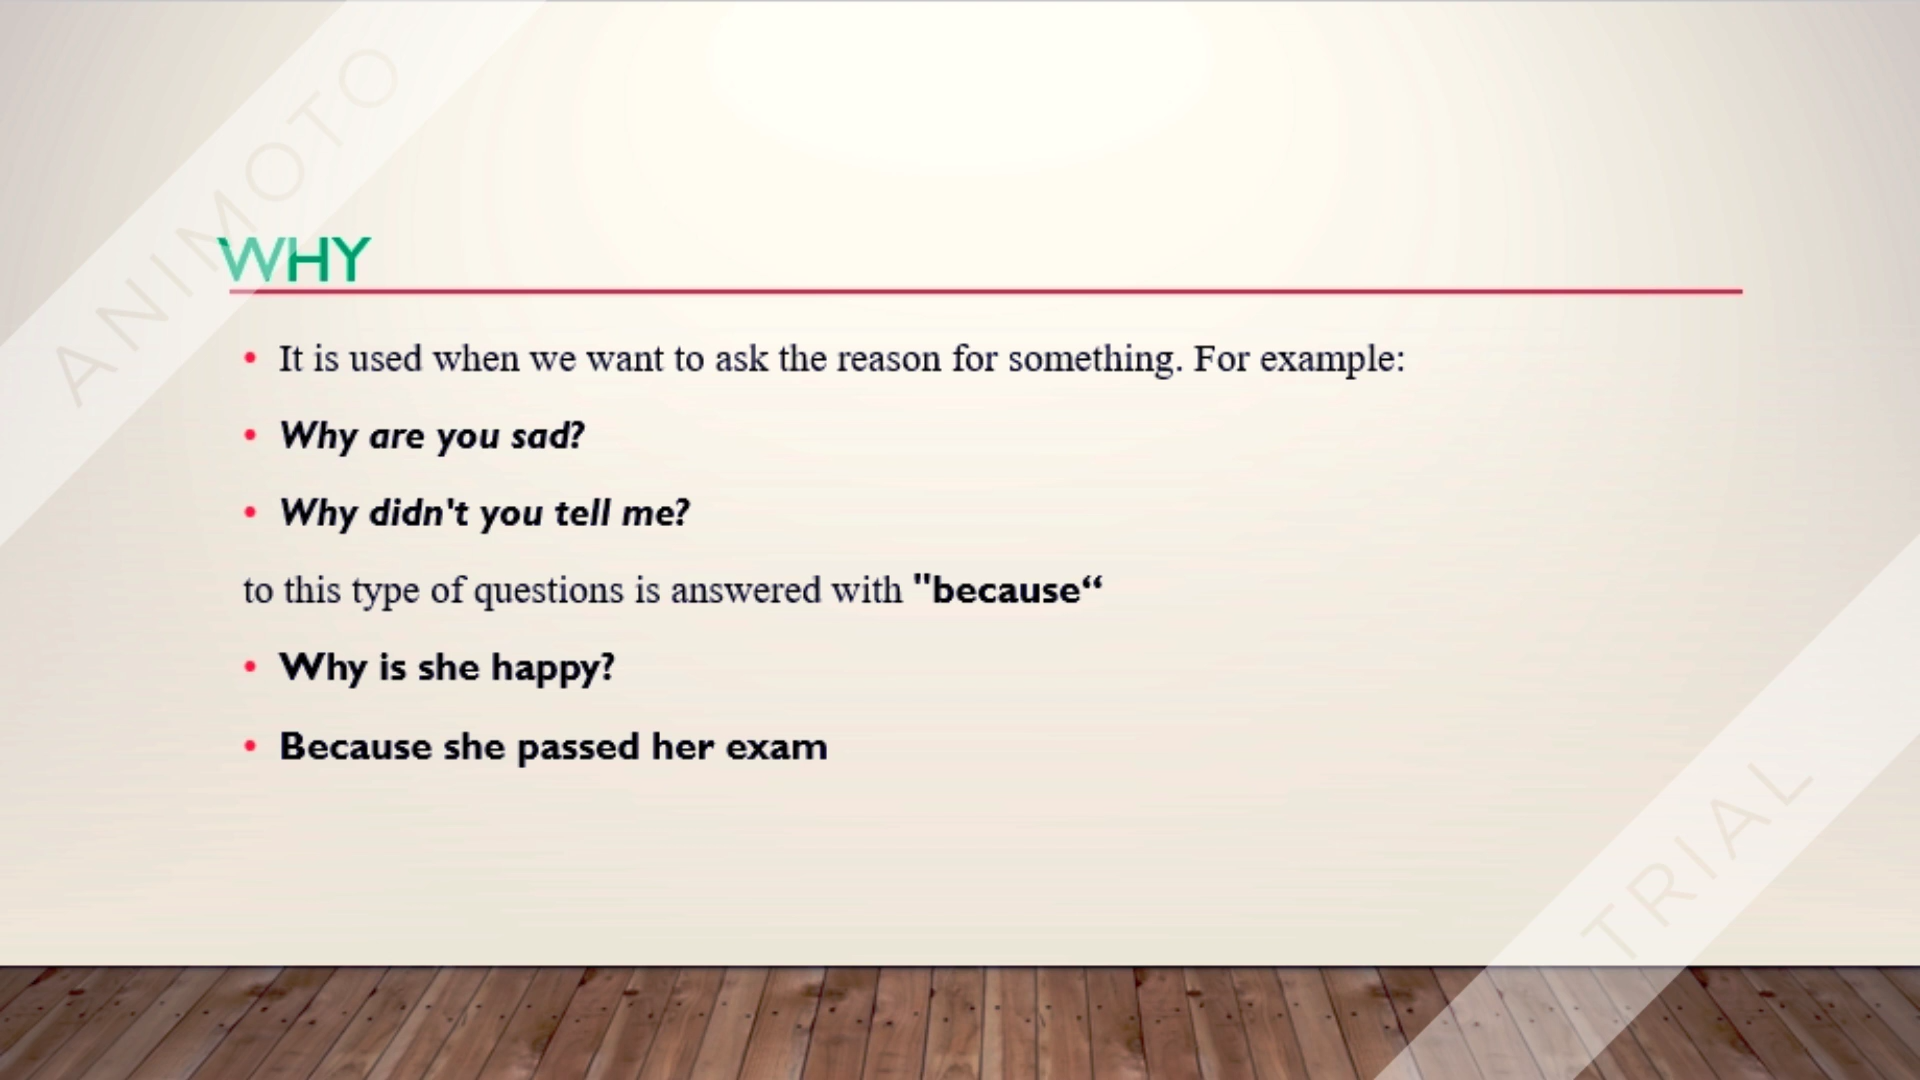 ANIMOTO
WHY
• It is used when we want to ask the reason for something. For example:
• Why are you sad?
• Why didn't you tell me?
to this type of questions is answered with "because“
• Why is she happy?
• Because she passed her exam
TRIAL